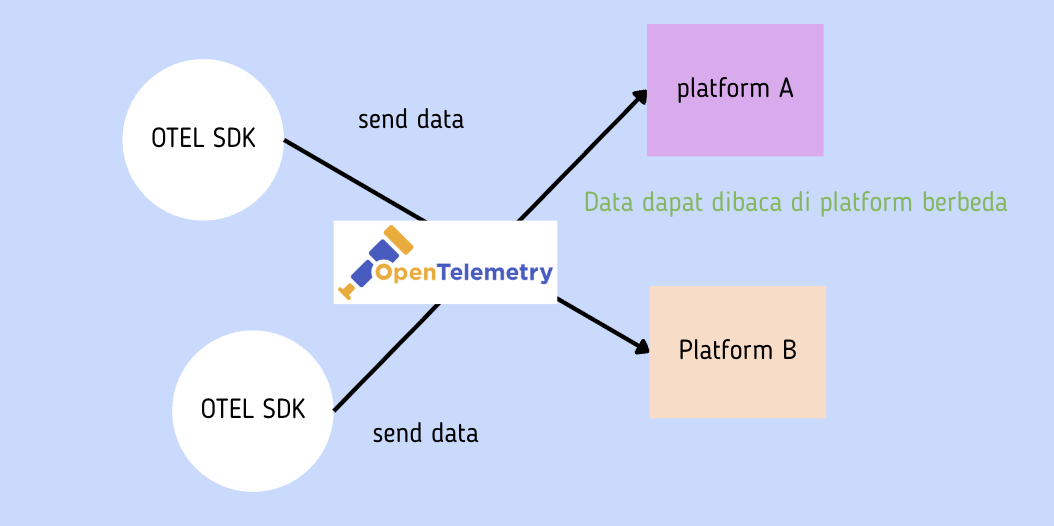 platform A
OTEL SDK
send data
Data dapat dibaca di platform berbeda
OpenTelemetry
Platform B
OTEL SDK
send data